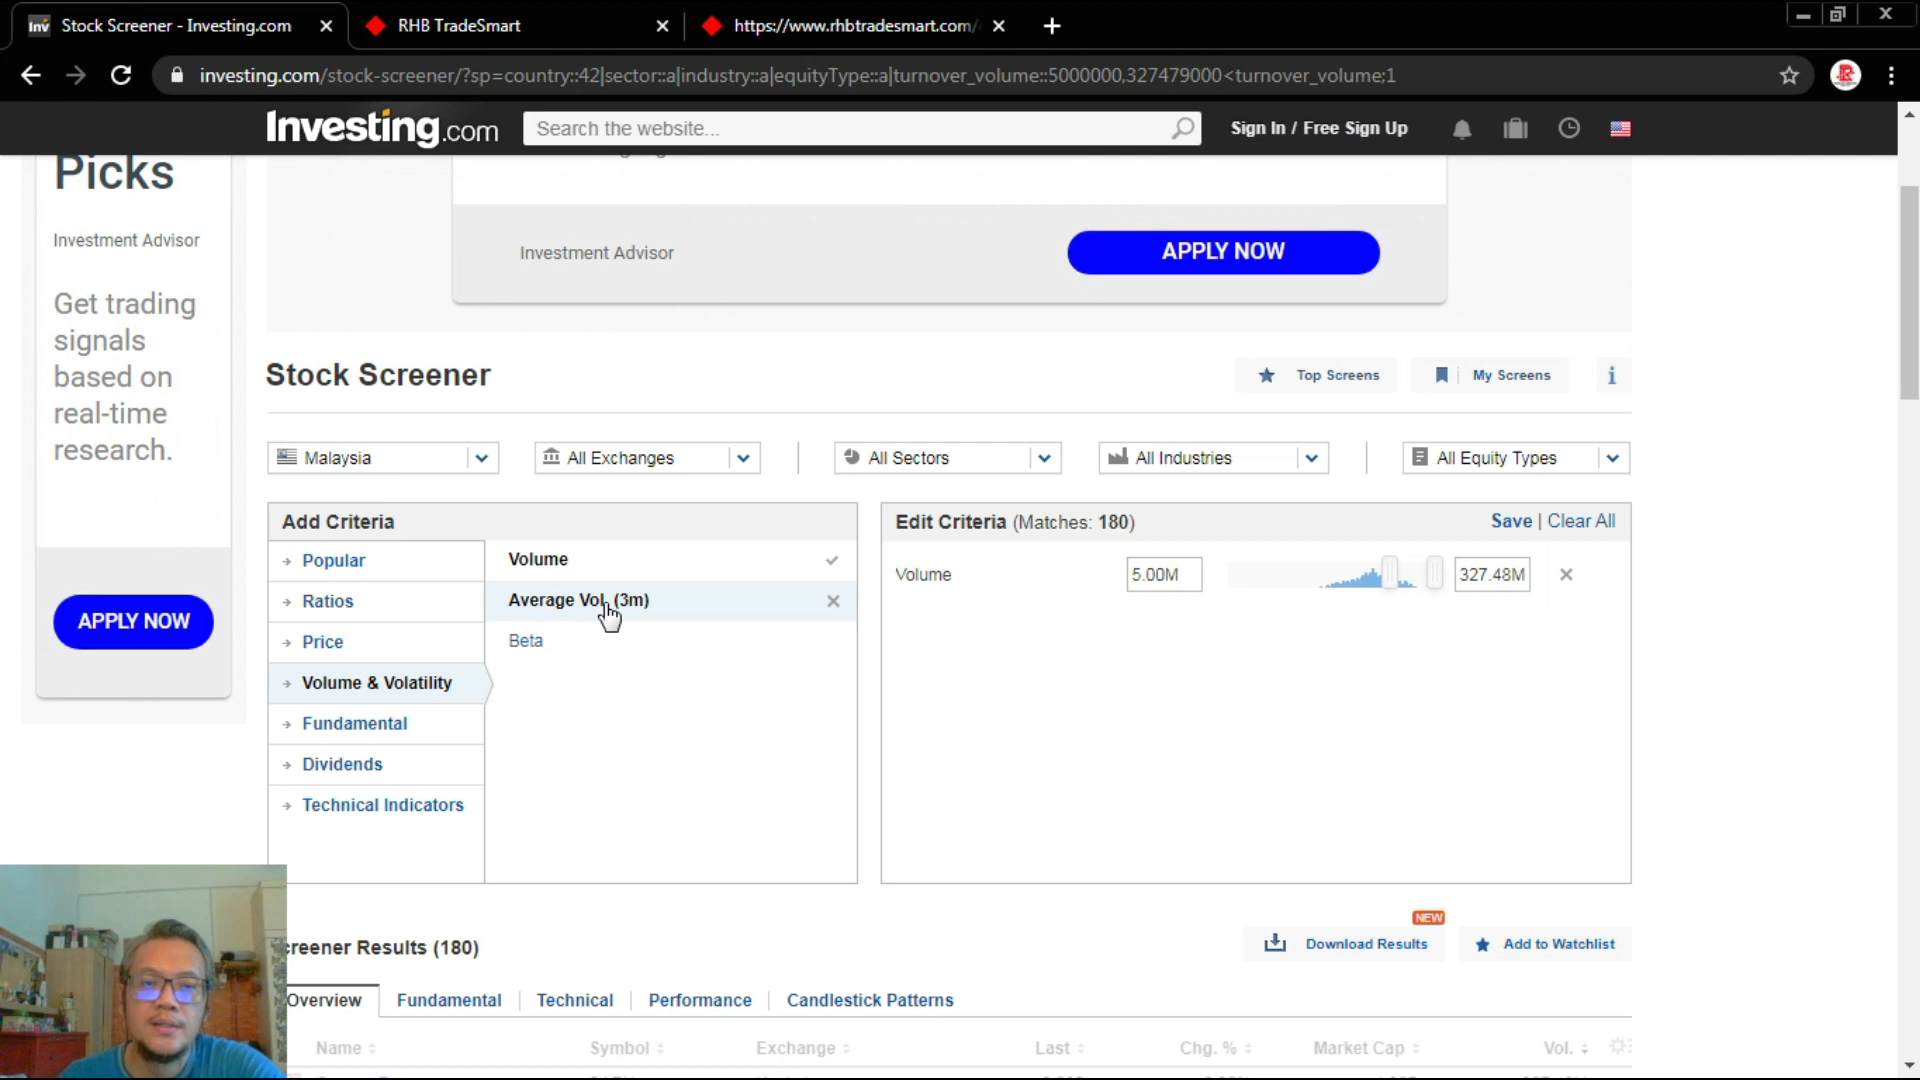 Stock Screener - Investing.com
RHB TradeSmart
https://www.rhbtradesmart.com/
investing.com/stock-screener/?sp=country::42|sector::a|industry::a|equityType::a|turnover_volume::5000000,327479000<turnover_volume;1
Investing.com
Search the website...
Sign In / Free Sign Up
Picks
Investment Advisor
Get trading
signals
based on
real-time
research.
APPLY NOW
Investment Advisor
APPLY NOW
Stock Screener
Top Screens
My Screens
Malaysia
All Exchanges
All Sectors
All Industries
All Equity Types
Add Criteria
Popular
Ratios
Price
Volume & Volatility
Fundamental
Dividends
Technical Indicators
Volume
Average Vol. (3m)
Beta
Edit Criteria (Matches: 180)
Save | Clear All
Volume
5.00M
327.48M
creener Results (180)
NEW
Download Results
Add to Watchlist
Overview
Fundamental
Technical
Performance
Candlestick Patterns
Name
Symbol
Exchange
Last
Chg. %
Market Cap
Vol.